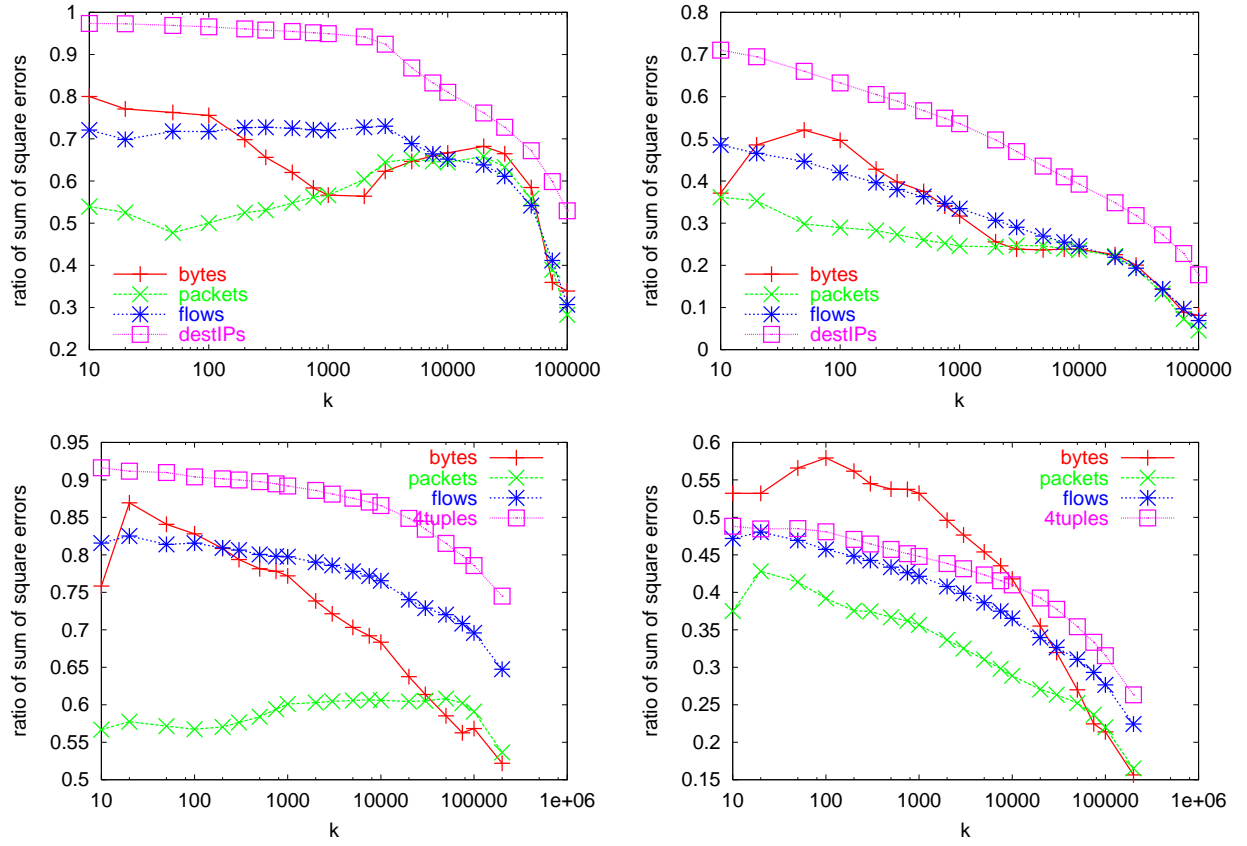 1
0.9
0.8
0.7
0.6
0.5
0.4
0.3
0.2
10 100 1000 10000 100000
k
ratio of sum of square errors
bytes
packets
flows
destIPs
0.8
0.7
0.6
0.5
0.4
0.3
0.2
0.1
0
10 100 1000 10000 100000
k
ratio of sum of square errors
bytes
packets
flows
destIPs
0.95
0.9
0.85
0.8
0.75
0.7
0.65
0.6
0.55
0.5
10 100 1000 10000 100000 1e+06
k
ratio of sum of square errors
bytes
packets
flows
4tuples
0.6
0.55
0.5
0.45
0.4
0.35
0.3
0.25
0.2
0.15
10 100 1000 10000 100000 1e+06
k
ratio of sum of square errors
bytes
packets
flows
4tuples